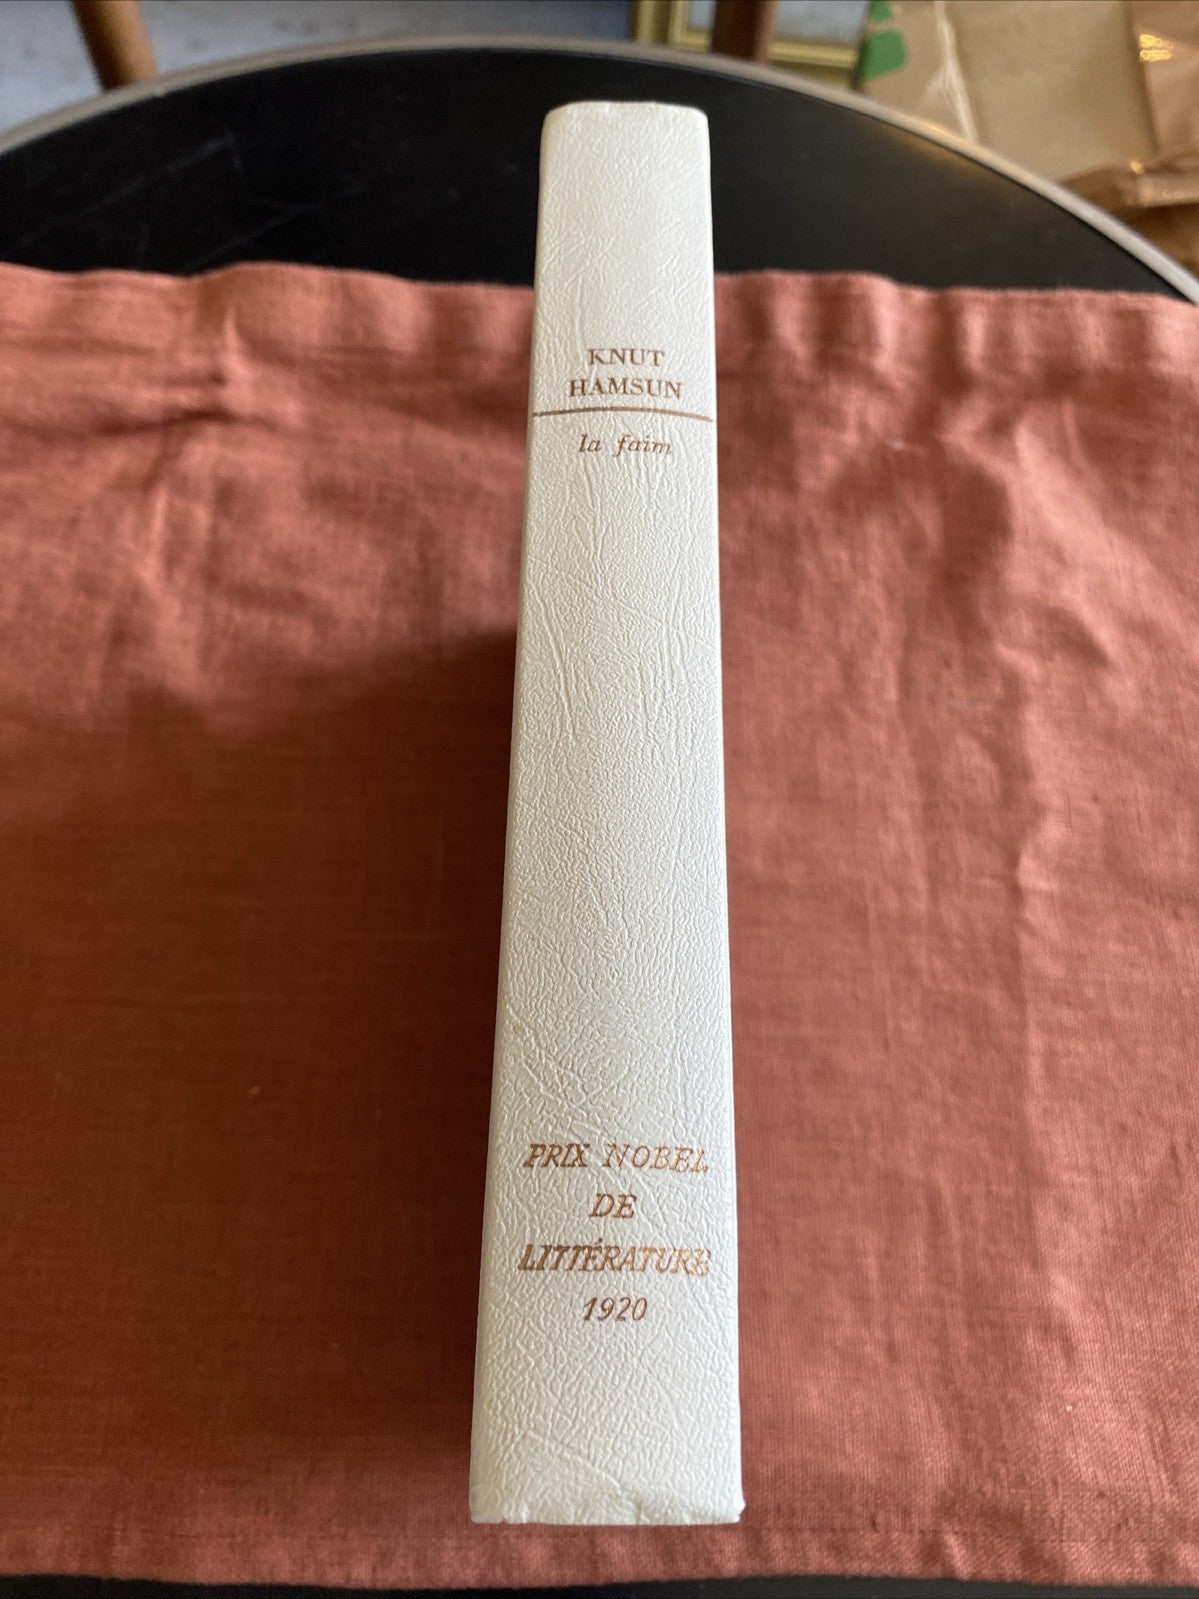 KNUT
HAMSUN
la faim
PRIX NOBEL
DE
LITTÉRATURE
1920